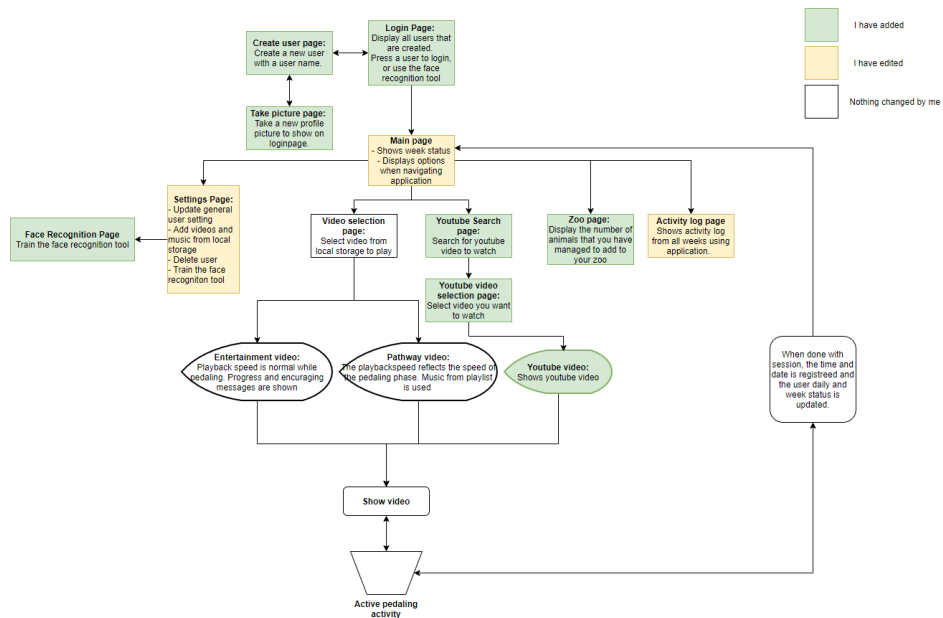 I have added
I have edited
Nothing changed by me
Login Page:
Display all users that
are created.
Press a user to login,
or use the face
recognition tool
Create user page:
Create a new user
with a user name.
Take picture page:
Take a new profile
picture to show on
loginpage.
Main page
- Shows week status
- Displays options
when navigating
application
Settings Page:
- Update general
user setting
- Add videos and
music from local
storage
- Delete user
- Train the face
recogniton tool
Face Recognition Page
Train the face recognition tool
Video selection
page:
Select video from
local storage to play
Youtube Search
page:
Search for youtube
video to watch
Zoo page:
Display the number of
animals that you have
managed to add to
your zoo
Activity log page
Shows activity log
from all weeks using
application.
Youtube video
selection page:
Select video you want
to watch
Entertainment video:
Playback speed is normal while
pedaling. Progress and encuraging
messages are shown
Pathway video:
The playbackspeed reflects the speed of
the pedaling phase. Music from playlist
is used
Youtube video:
Shows youtube video
When done with
session, the time and
date is registreed and
the user daily and
week status is
updated.
Show video
Active pedaling
activity